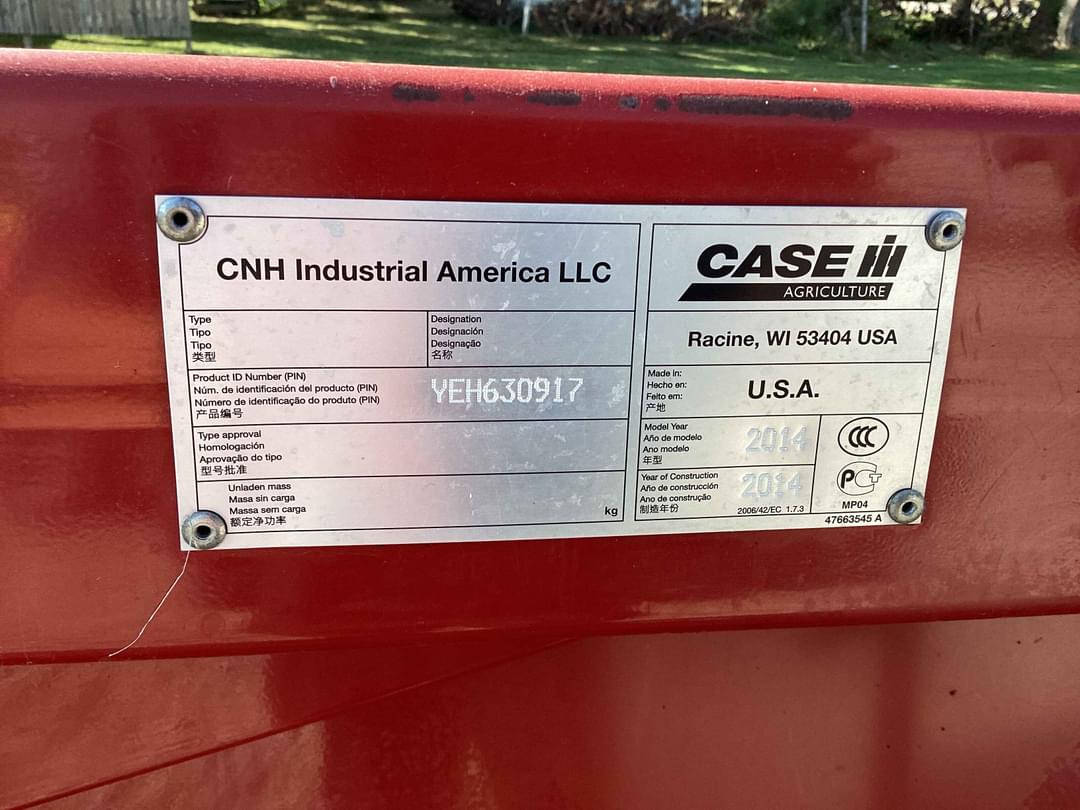 CNH Industrial America LLC
CASE IH
AGRICULTURE
Racine, WI 53404 USA
Type
Tipo
Tipo
类型
Designation
Designación
Designação
名称
Product ID Number (PIN)
Núm. de identificación del producto (PIN)
Número de identificação do produto (PIN)
产品编号
YEH630917
Made in:
Hecho en:
Feito em:
产地
U.S.A.
Type approval
Homologación
Aprovação do tipo
型号批准
Model Year
Año de modelo
Ano modelo
年型
2014
CCC
Unladen mass
Masa sin carga
Massa sem carga
额定净功率
kg
Year of Construction
Año de construcción
Ano de construção
制造年份
2014
2006/42/EC 1.7.3
PCT
MP04
47663545 A